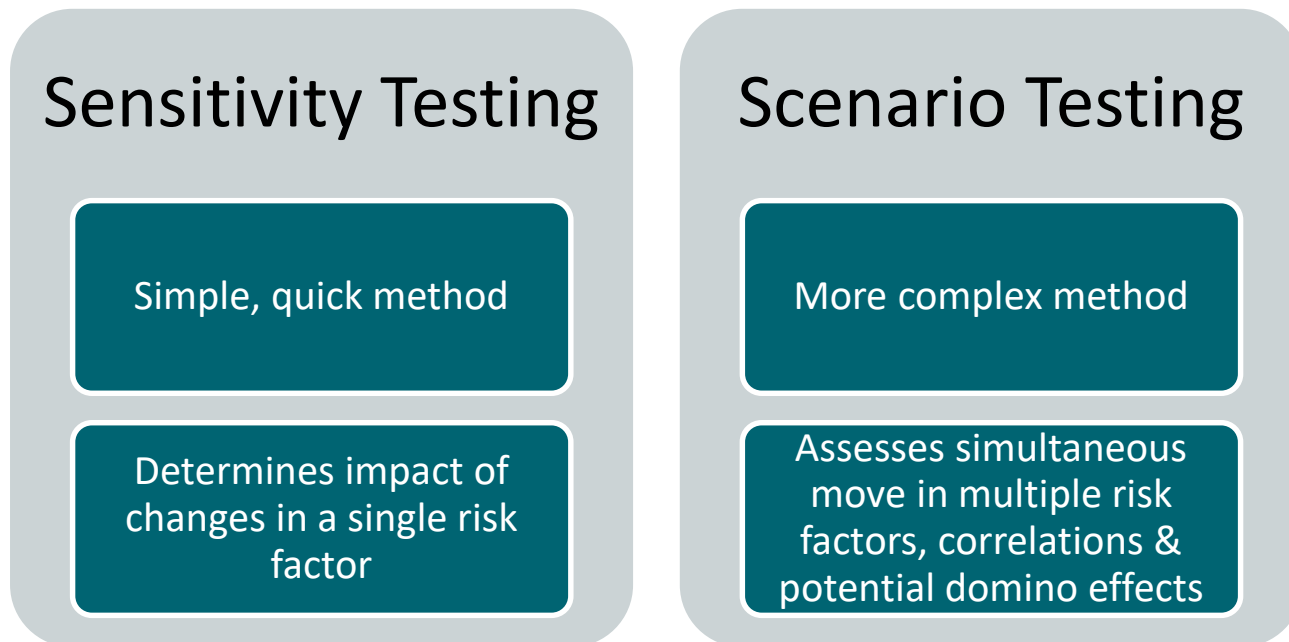 Sensitivity Testing
Simple, quick method
Determines impact of
changes in a single risk
factor
Scenario Testing
More complex method
Assesses simultaneous
move in multiple risk
factors, correlations &
potential domino effects